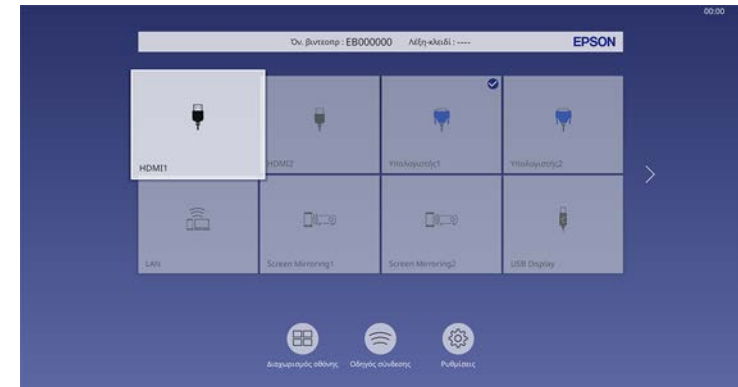 00:00
Όν. βιντεοπρ : EB000000 Λέξη-κλειδί : ---- EPSON
HDMI1 HDMI2 Υπολογιστής1 Υπολογιστής2
LAN Screen Mirroring1 Screen Mirroring2 USB Display
Διαχωρισμός οθόνης Οδηγός σύνδεσης Ρυθμίσεις